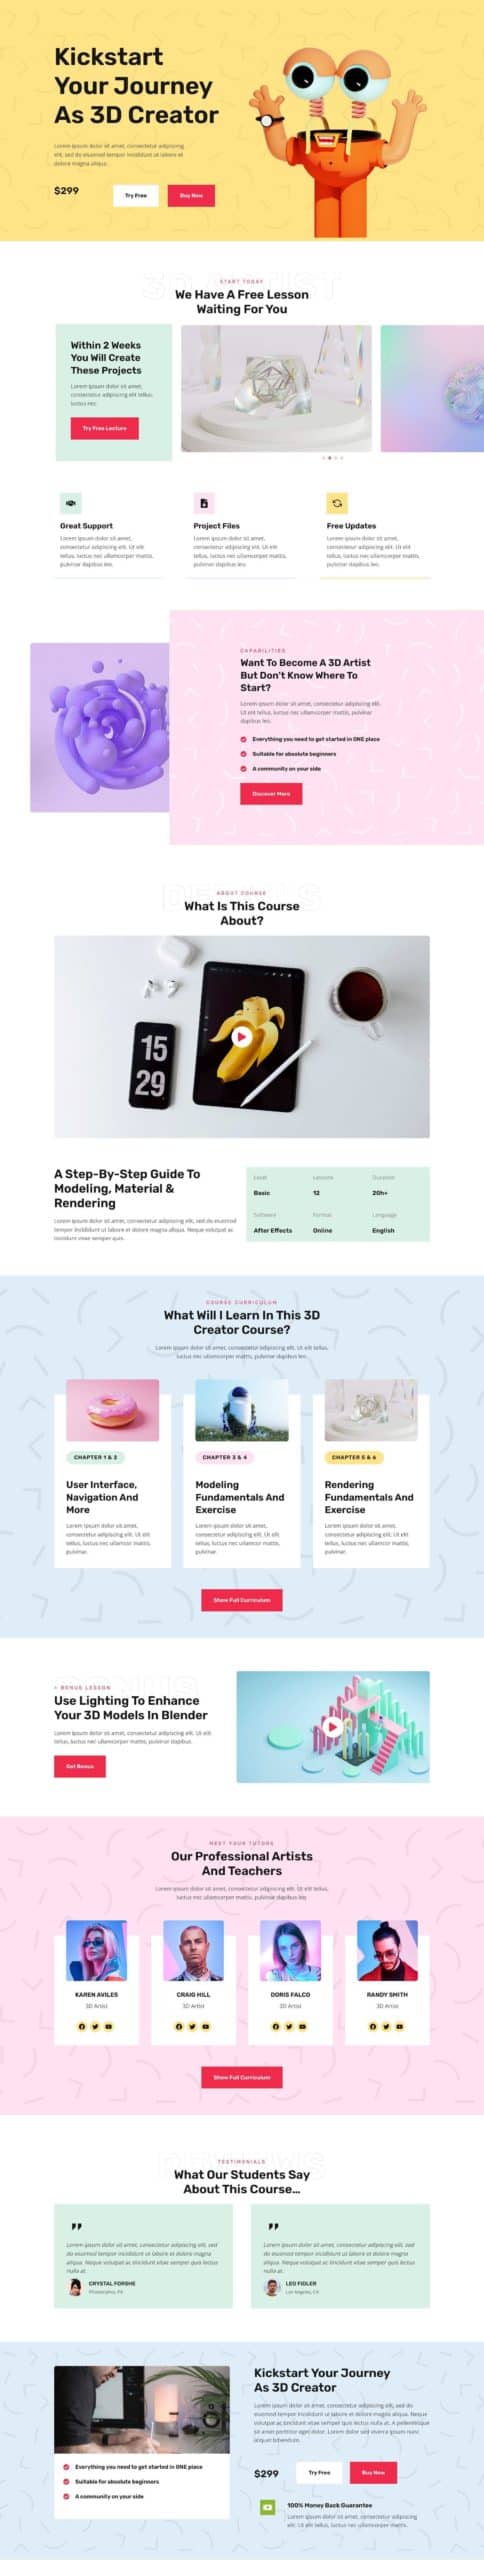 Kickstart
Your Journey
As 3D Creator
Lorem ipsum dolor sit amet, consectetur adipiscing
elit, sed do eiusmod tempor incididunt ut labore et
dolore magna aliqua.
$299
Try Free
Buy Now
3D ARTIST
START TODAY
We Have A Free Lesson
Waiting For You
Within 2 Weeks
You Will Create
These Projects
Lorem ipsum dolor sit amet,
consectetur adipiscing elit tellus,
luctus nec.
Try Free Lecture
Great Support
Lorem ipsum dolor sit amet,
consectetur adipiscing elit. Ut elit
tellus, luctus nec ullamcorper mattis,
pulvinar dapibus leo.
Project Files
Lorem ipsum dolor sit amet,
consectetur adipiscing elit. Ut elit
tellus, luctus nec ullamcorper mattis,
pulvinar dapibus leo.
Free Updates
Lorem ipsum dolor sit amet,
consectetur adipiscing elit. Ut elit
tellus, luctus nec ullamcorper mattis,
pulvinar dapibus leo.
CAPABILITIES
Want To Become A 3D Artist
But Don't Know Where To
Start?
Lorem ipsum dolor sit amet, consectetur adipiscing elit.
Ut elit tellus, luctus nec ullamcorper mattis, pulvinar
dapibus leo.
Everything you need to get started in ONE place
Suitable for absolute beginners
A community on your side
Discover More
DETAILS
ABOUT COURSE
What Is This Course
About?
15
29
A Step-By-Step Guide To
Modeling, Material &
Rendering
Lorem ipsum dolor sit amet, consectetur adipiscing elit, sed do eiusmod
tempor incididunt ut labore et dolore magna aliqua. Neque volutpat ac
tincidunt vitae semper quis.
Level
Lessons
Duration
Basic
12
20h+
Software
Format
Language
After Effects
Online
English
COURSE CURRICULUM
What Will I Learn In This 3D
Creator Course?
Lorem ipsum dolor sit amet, consectetur adipiscing elit. Ut elit tellus,
luctus nec ullamcorper mattis, pulvinar dapibus leo.
CHAPTER 1 & 2
User Interface,
Navigation And
More
Lorem ipsum dolor sit amet,
consectetur adipiscing elit. Ut elit
tellus, luctus nec ullamcorper mattis,
pulvinar.
CHAPTER 3 & 4
Modeling
Fundamentals And
Exercise
Lorem ipsum dolor sit amet,
consectetur adipiscing elit. Ut elit
tellus, luctus nec ullamcorper mattis,
pulvinar.
CHAPTER 5 & 6
Rendering
Fundamentals And
Exercise
Lorem ipsum dolor sit amet,
consectetur adipiscing elit. Ut elit
tellus, luctus nec ullamcorper mattis,
pulvinar.
Show Full Curriculum
BONUS
+ BONUS LESSON
Use Lighting To Enhance
Your 3D Models In Blender
Lorem ipsum dolor sit amet, consectetur adipiscing elit. Ut elit tellus,
luctus nec ullamcorper mattis, pulvinar dapibus.
Get Bonus
MEET YOUR TUTORS
Our Professional Artists
And Teachers
Lorem ipsum dolor sit amet, consectetur adipiscing elit. Ut elit tellus,
luctus nec ullamcorper mattis, pulvinar dapibus leo.
KAREN AVILES
3D Artist
CRAIG HILL
3D Artist
DORIS FALCO
3D Artist
RANDY SMITH
3D Artist
Show Full Curriculum
REVIEWS
TESTIMONIALS
What Our Students Say
About This Course...
Lorem ipsum dolor sit amet, consectetur adipiscing elit, sed
do eiusmod tempor incididunt ut labore et dolore magna
aliqua. Neque volutpat ac tincidunt vitae semper quis lectus
nulla at.
CRYSTAL FORGHE
Philadelphia, PA
Lorem ipsum dolor sit amet, consectetur adipiscing elit, sed
do eiusmod tempor incididunt ut labore et dolore magna
aliqua. Neque volutpat ac tincidunt vitae semper quis lectus
nulla at.
LEO FIDLER
Los Angeles, CA
Everything you need to get started in ONE place
Suitable for absolute beginners
A community on your side
Kickstart Your Journey
As 3D Creator
Lorem ipsum dolor sit amet, consectetur adipiscing elit, sed do
eiusmod tempor incididunt ut labore et dolore magna aliqua. Neque
volutpat ac tincidunt vitae semper quis lectus nulla at. A pellentesque
sit amet porttitor eget dolor. Lorem dolor sed viverra ipsum nunc
aliquet bibendum.
$299
Try Free
Buy Now
100% Money Back Guarantee
Lorem ipsum dolor sit amet, consectetur adipiscing
elit. Ut elit tellus, luctus nec ullamcorper mattis.